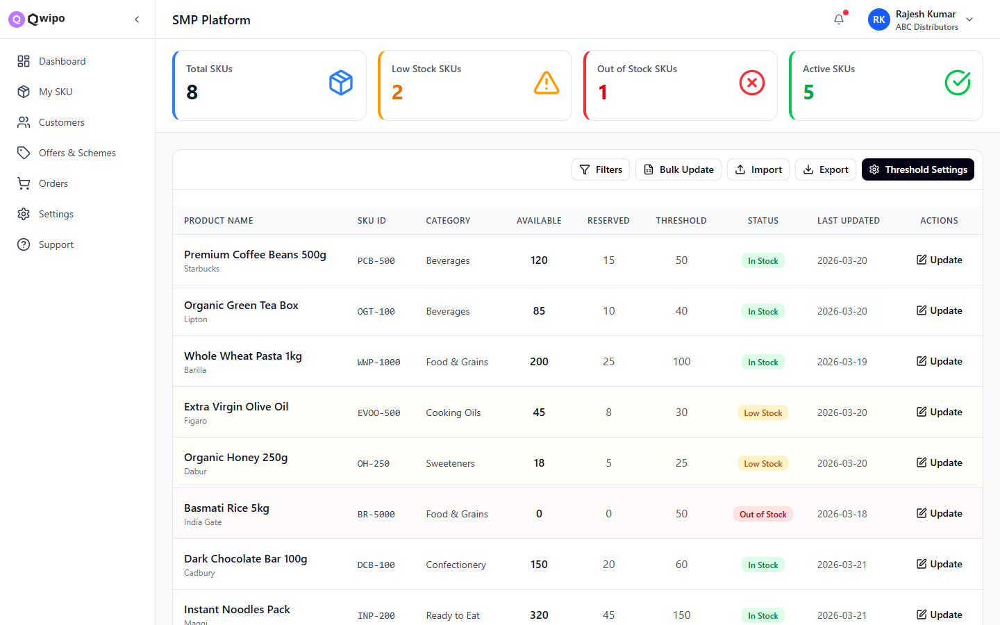 Qwipo
SMP Platform
RK
Rajesh Kumar
ABC Distributors
Dashboard
My SKU
Customers
Offers & Schemes
Orders
Settings
Support
Total SKUs
8
Low Stock SKUs
2
Out of Stock SKUs
1
Active SKUs
5
Filters
Bulk Update
Import
Export
Threshold Settings
PRODUCT NAME SKU ID CATEGORY AVAILABLE RESERVED THRESHOLD STATUS LAST UPDATED ACTIONS
Premium Coffee Beans 500g
Starbucks
PCB-500 Beverages 120 15 50 In Stock 2026-03-20 Update
Organic Green Tea Box
Lipton
OGT-100 Beverages 85 10 40 In Stock 2026-03-20 Update
Whole Wheat Pasta 1kg
Barilla
WWP-1000 Food & Grains 200 25 100 In Stock 2026-03-19 Update
Extra Virgin Olive Oil
Figaro
EVOO-500 Cooking Oils 45 8 30 Low Stock 2026-03-20 Update
Organic Honey 250g
Dabur
OH-250 Sweeteners 18 5 25 Low Stock 2026-03-20 Update
Basmati Rice 5kg
India Gate
BR-5000 Food & Grains 0 0 50 Out of Stock 2026-03-18 Update
Dark Chocolate Bar 100g
Cadbury
DCB-100 Confectionery 150 20 60 In Stock 2026-03-21 Update
Instant Noodles Pack
Maggi
INP-200 Ready to Eat 320 45 150 In Stock 2026-03-21 Update